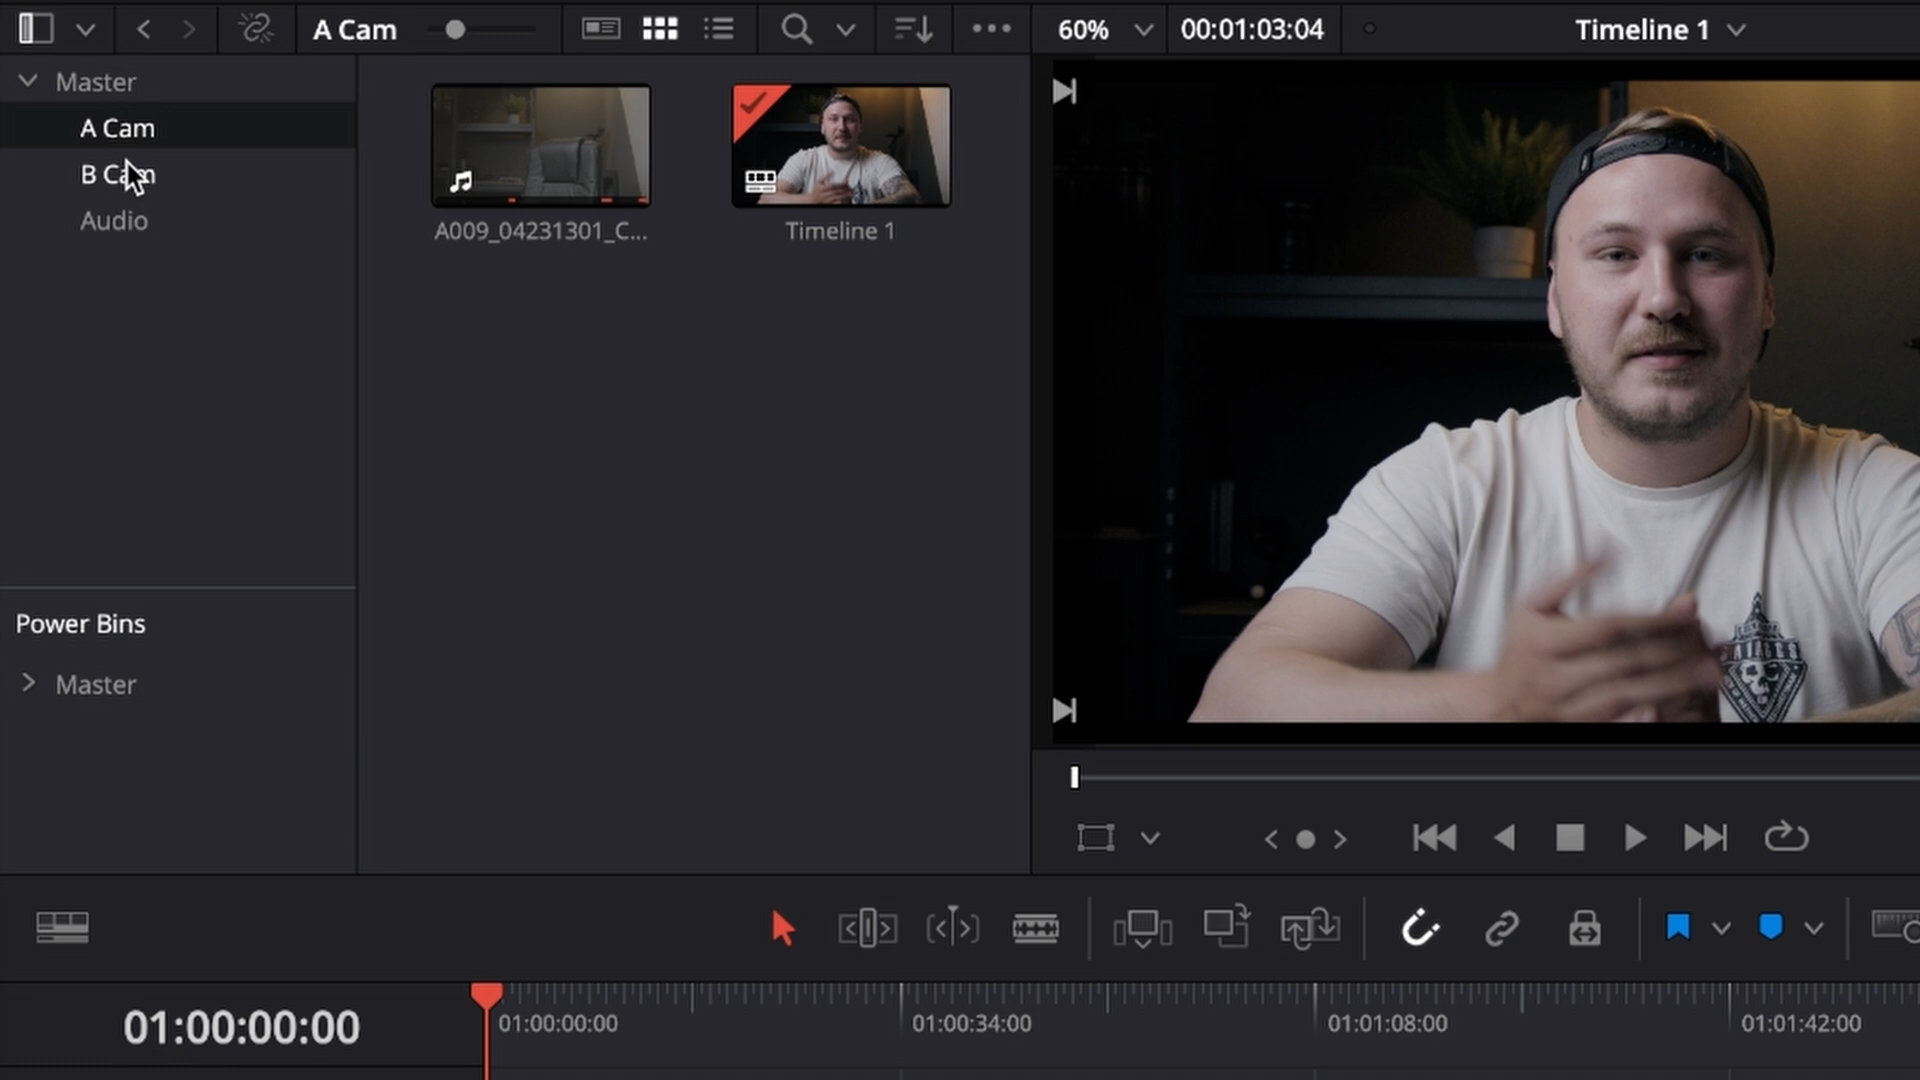 A Cam
60%
00:01:03:04
Timeline 1
Master
A Cam
B Cam
Audio
A009_04231301_C...
Timeline 1
Power Bins
Master
01:00:00:00
01:00:00:00
01:00:34:00
01:01:08:00
01:01:42:00